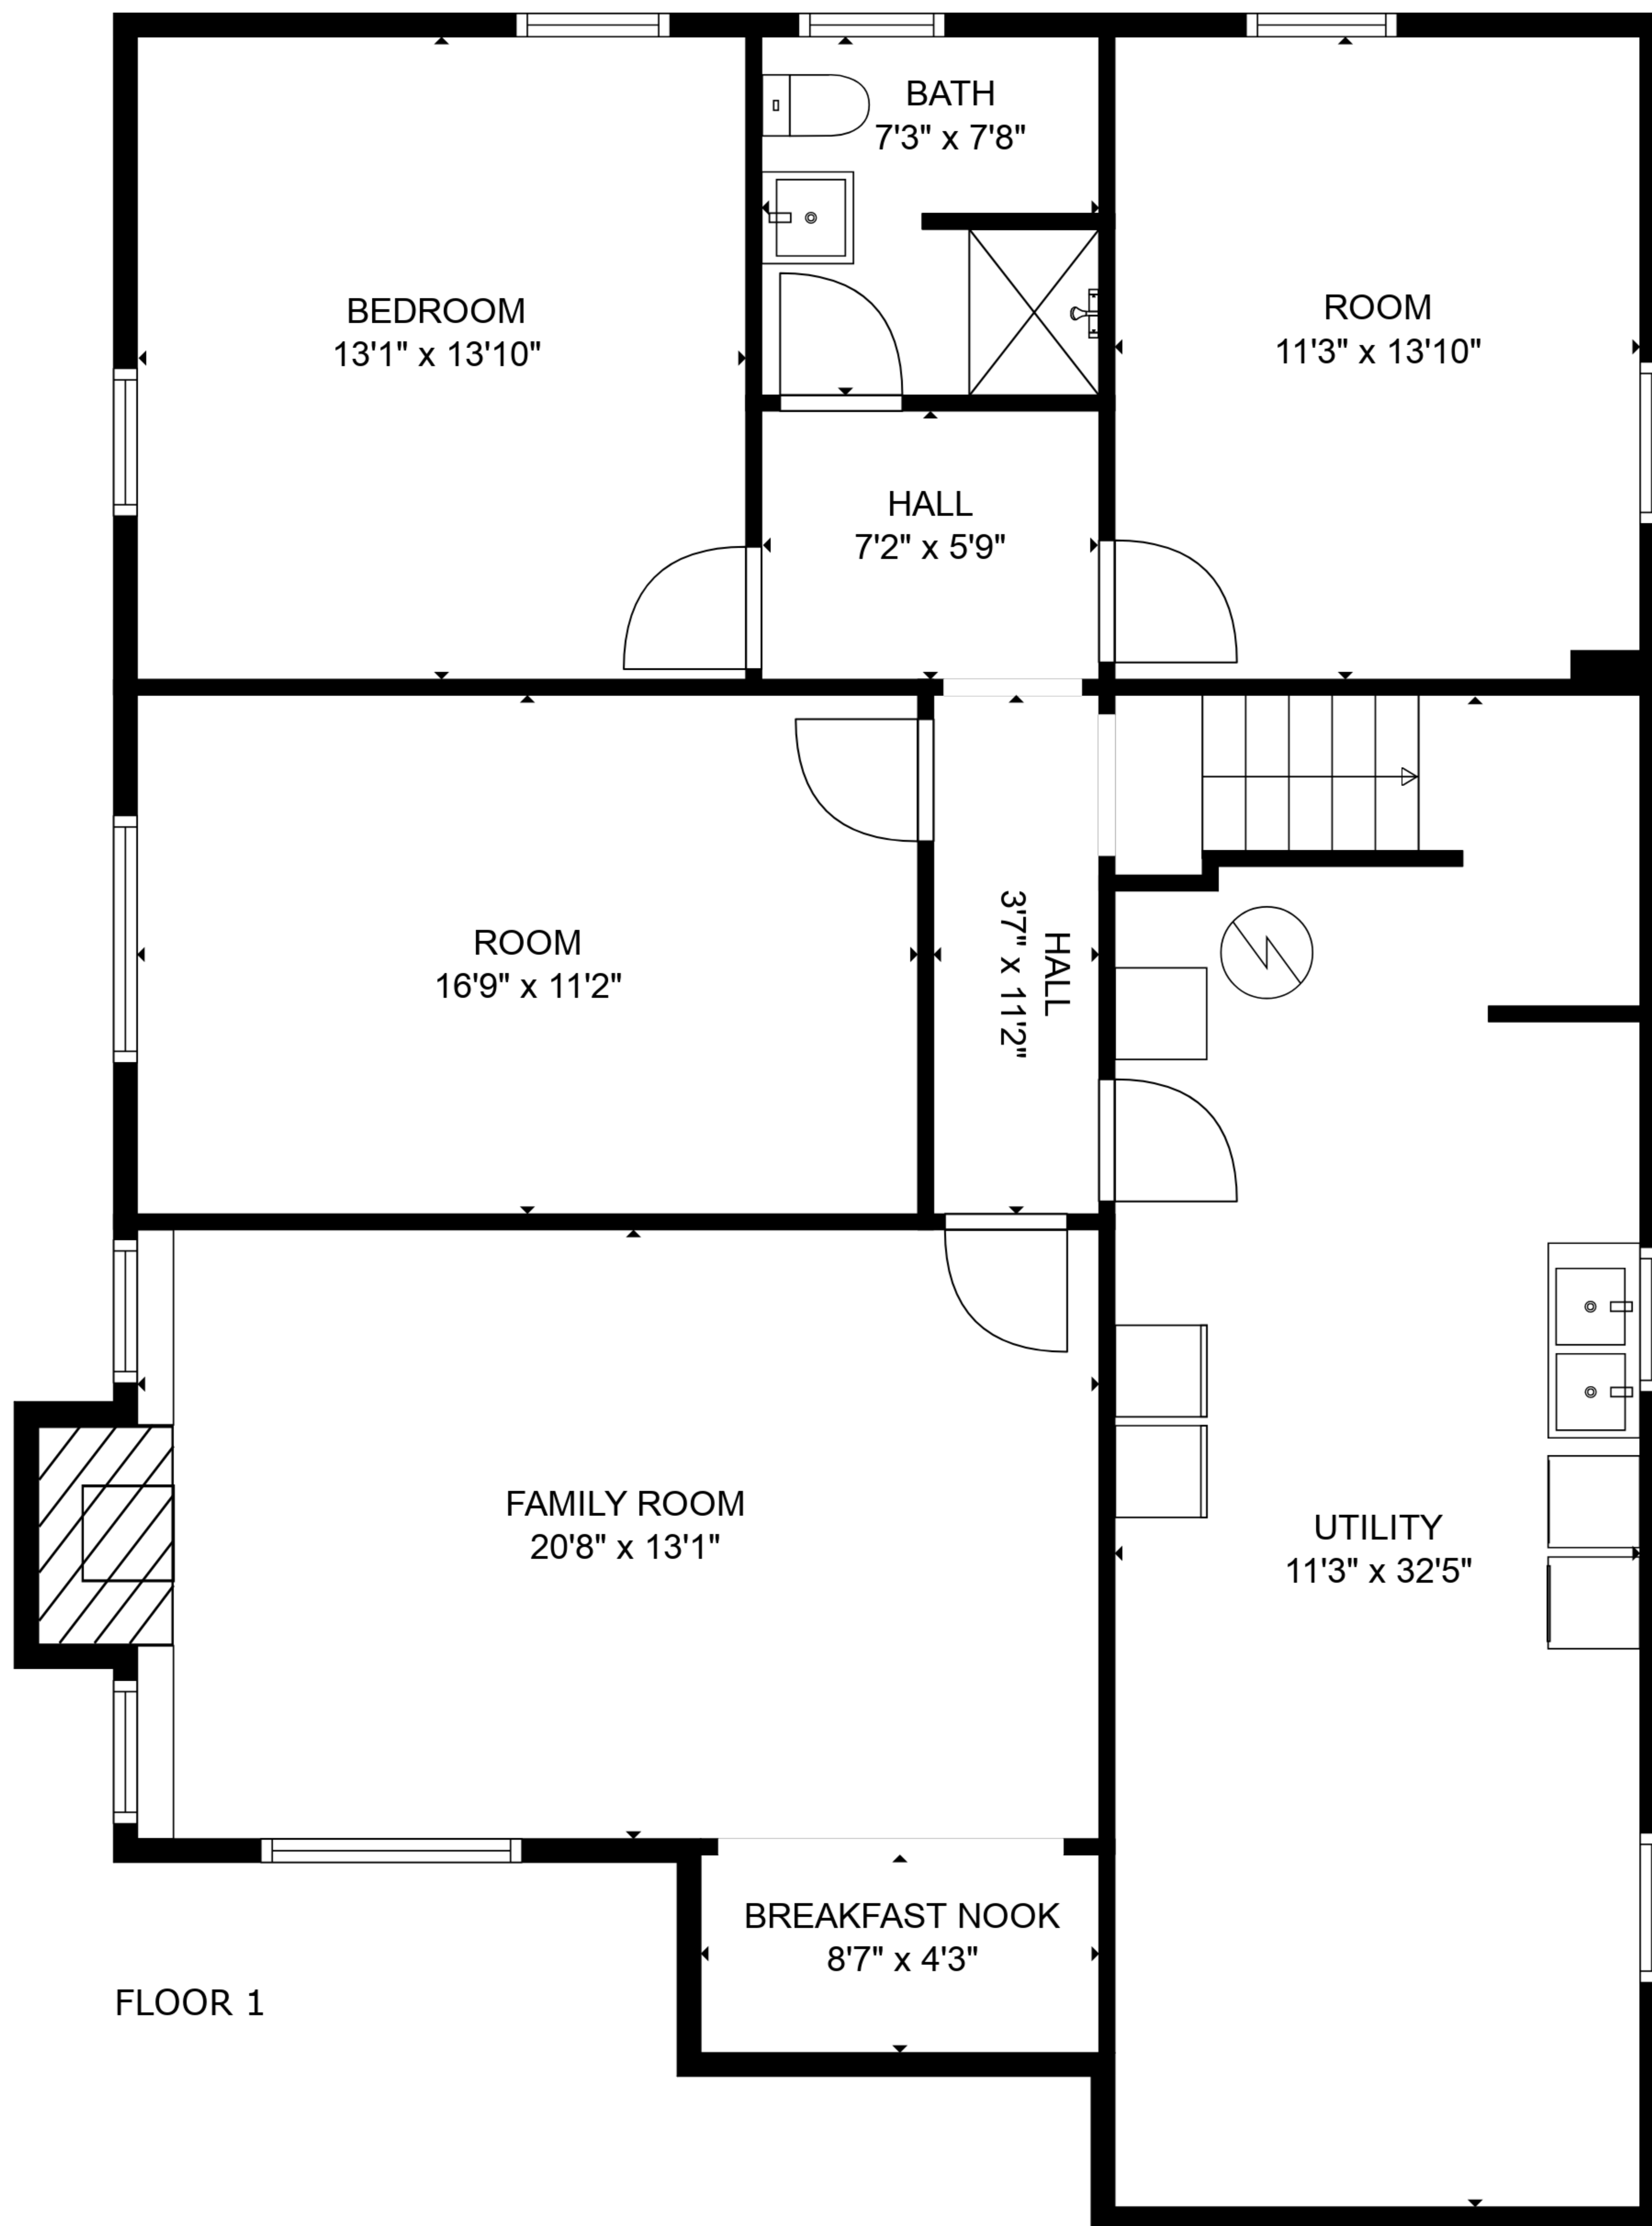 BATH
7'3" x 7'8"
BEDROOM
13'1" x 13'10"
ROOM
11'3" x 13'10"
HALL
7'2" x 5'9"
ROOM
16'9" x 11'2"
HALL
3'7" x 11'2"
FAMILY ROOM
20'8" x 13'1"
UTILITY
11'3" x 32'5"
BREAKFAST NOOK
8'7" x 4'3"
FLOOR 1